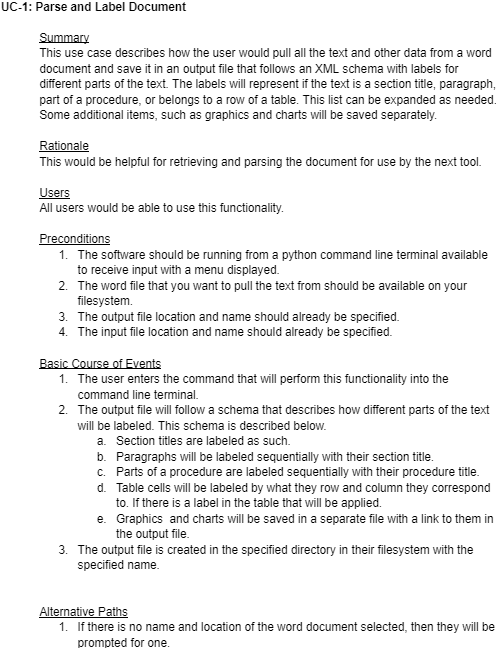 UC-1: Parse and Label Document
Summary
This use case describes how the user would pull all the text and other data from a word
document and save it in an output file that follows an XML schema with labels for
different parts of the text. The labels will represent if the text is a section title, paragraph,
part of a procedure, or belongs to a row of a table. This list can be expanded as needed.
Some additional items, such as graphics and charts will be saved separately.
Rationale
This would be helpful for retrieving and parsing the document for use by the next tool.
Users
All users would be able to use this functionality.
Preconditions
1. The software should be running from a python command line terminal available
to receive input with a menu displayed.
2. The word file that you want to pull the text from should be available on your
filesystem.
3. The output file location and name should already be specified.
4. The input file location and name should already be specified.
Basic Course of Events
1. The user enters the command that will perform this functionality into the
command line terminal.
2. The output file will follow a schema that describes how different parts of the text
will be labeled. This schema is described below.
a. Section titles are labeled as such.
b. Paragraphs will be labeled sequentially with their section title.
c. Parts of a procedure are labeled sequentially with their procedure title.
d. Table cells will be labeled by what they row and column they correspond
to. If there is a label in the table that will be applied.
e. Graphics and charts will be saved in a separate file with a link to them in
the output file.
3. The output file is created in the specified directory in their filesystem with the
specified name.
Alternative Paths
1. If there is no name and location of the word document selected, then they will be
prompted for one.